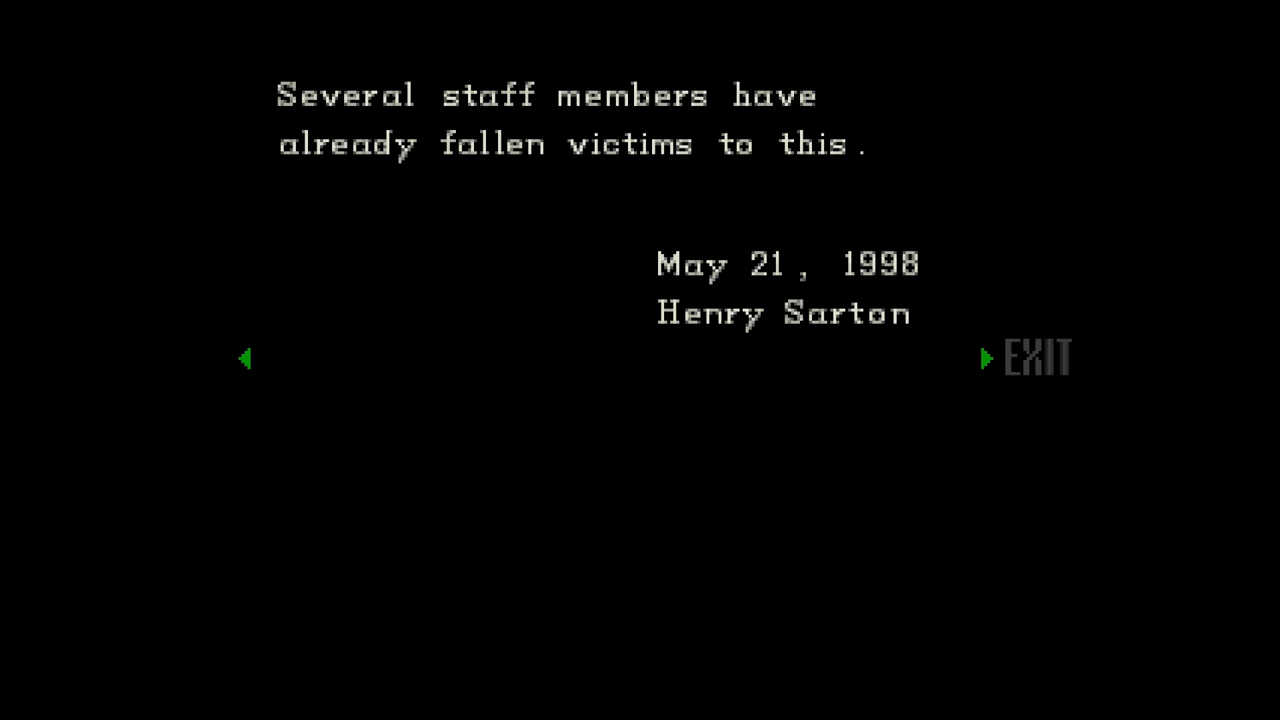 Several staff members have
already fallen victims to this.
May 21, 1998
Henry Sarton
EXIT